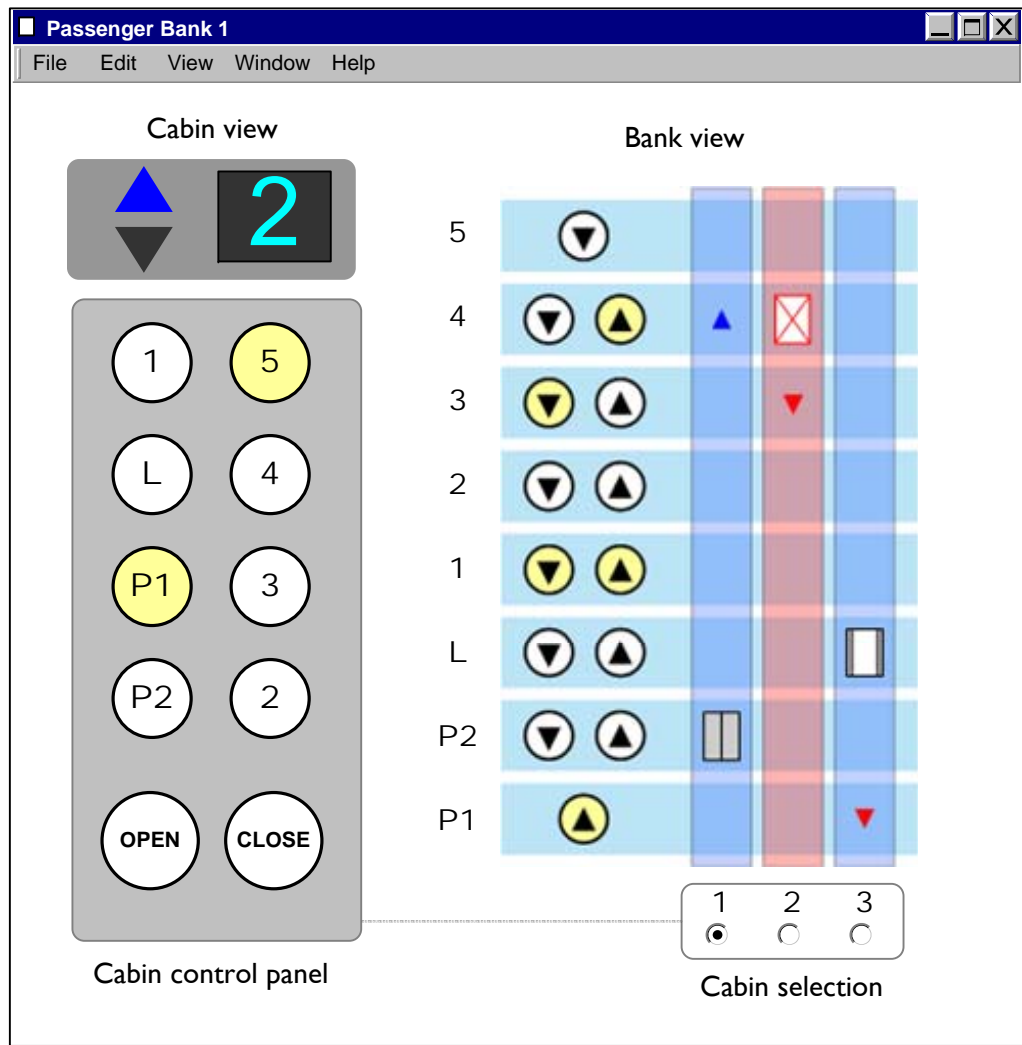 Passenger Bank 1
File Edit View Window Help
Cabin view
2
1 5
L 4
P1 3
P2 2
OPEN CLOSE
Cabin control panel
Bank view
5
4
3
2
1
L
P2
P1
1 2 3
Cabin selection